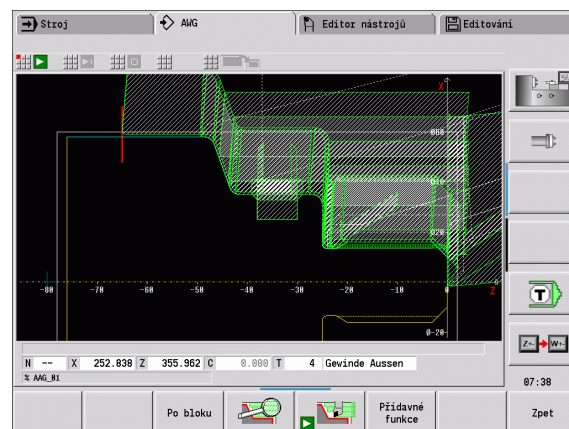 Stroj AWG Editor nástrojů Editování
X
Ø60
Ø20
-80 -70 -60 -50 -40 -30 -20 -10 0 Z
Ø-20
N -- X 252.838 Z 355.962 C 0.000 T 4 Gewinde Aussen
% AAG_01
T
Z+- W+-
07:38
Po bloku Přídavné funkce Zpet